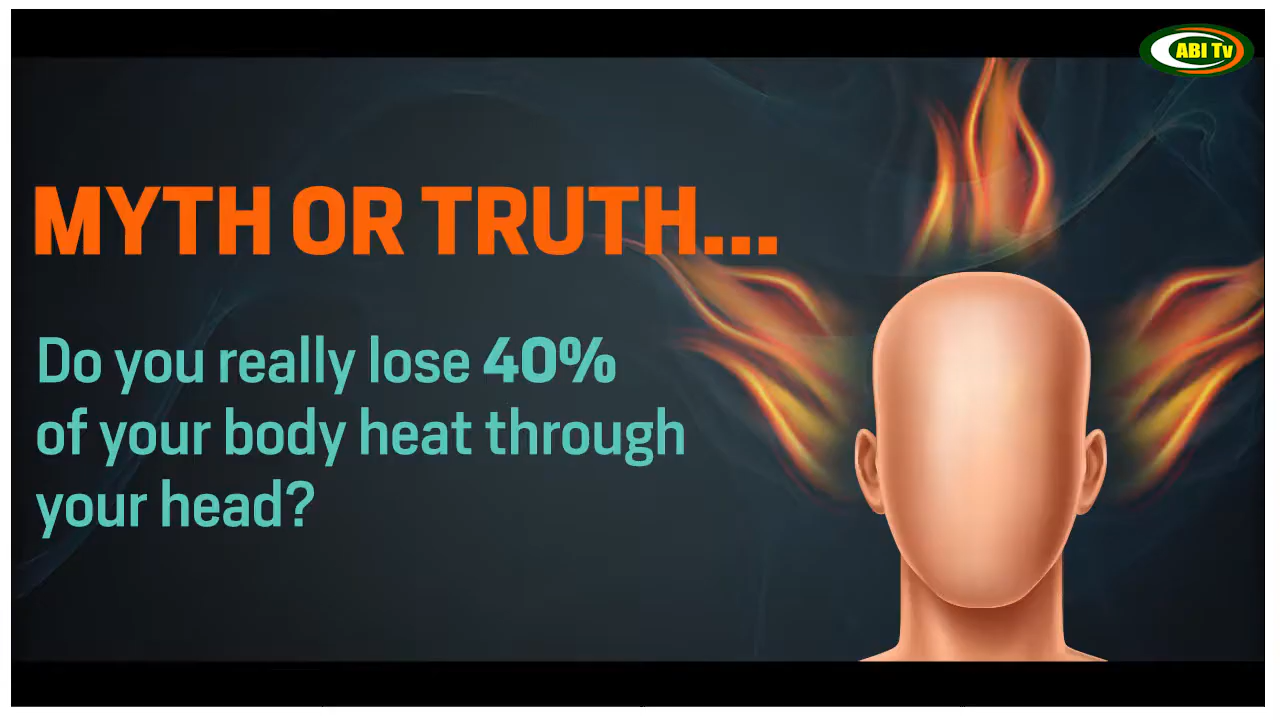 ABI Tv
MYTH OR TRUTH...
Do you really lose 40%
of your body heat through
your head?